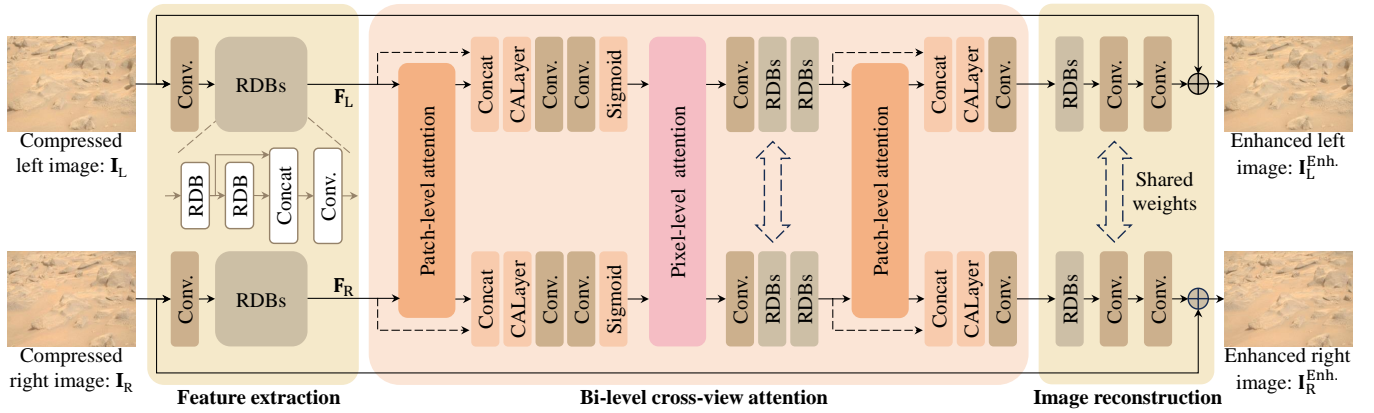 Compressed
left image: I_L
Conv.
RDBs
F_L
RDB
RDB
Concat
Conv.
Patch-level attention
Concat
CALayer
Conv.
Conv.
Sigmoid
Pixel-level attention
Conv.
RDBs
RDBs
Patch-level attention
Concat
CALayer
Conv.
RDBs
Conv.
Conv.
Shared
weights
Enhanced left
image: I_L^Enh.
Compressed
right image: I_R
Conv.
RDBs
F_R
Concat
CALayer
Conv.
Conv.
Sigmoid
Conv.
RDBs
RDBs
Concat
CALayer
Conv.
RDBs
Conv.
Conv.
Enhanced right
image: I_R^Enh.
Feature extraction
Bi-level cross-view attention
Image reconstruction